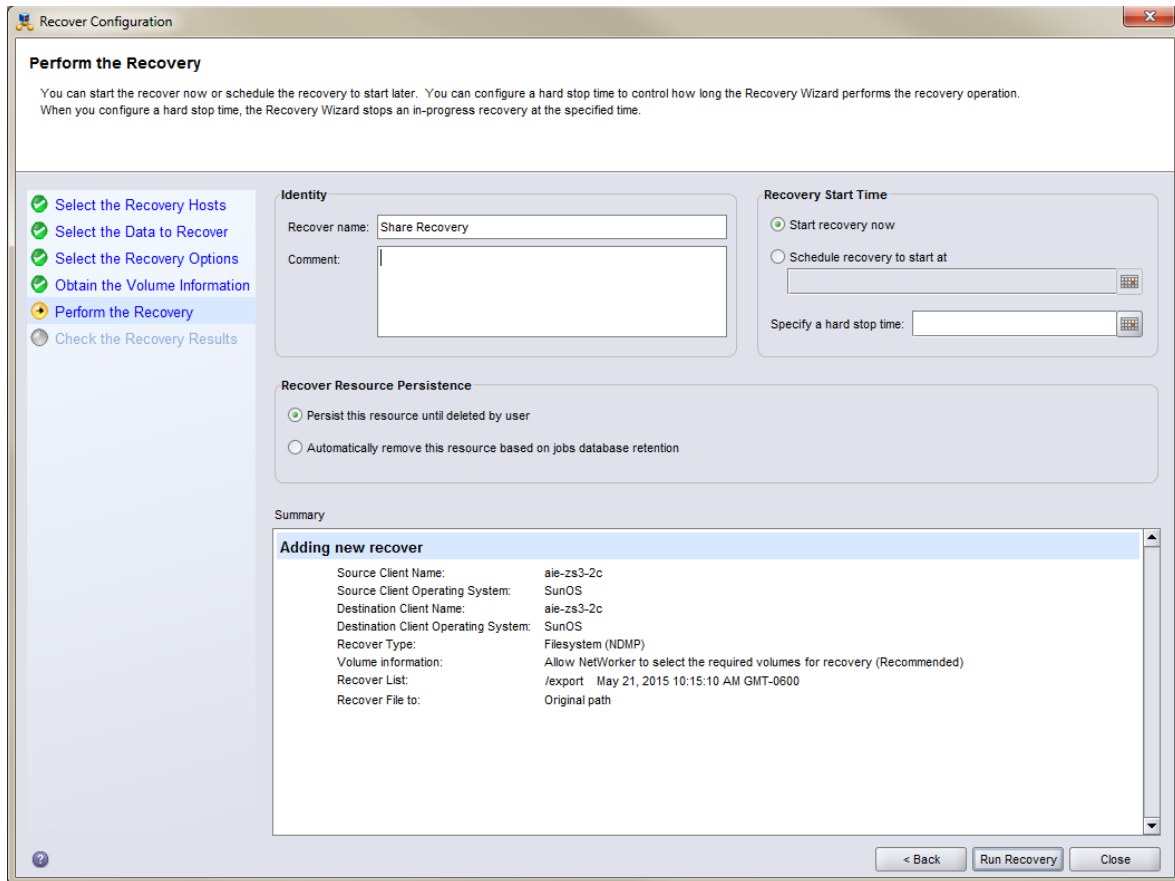 Recover Configuration
Perform the Recovery
You can start the recover now or schedule the recovery to start later. You can configure a hard stop time to control how long the Recovery Wizard performs the recovery operation.
When you configure a hard stop time, the Recovery Wizard stops an in-progress recovery at the specified time.
Select the Recovery Hosts
Select the Data to Recover
Select the Recovery Options
Obtain the Volume Information
Perform the Recovery
Check the Recovery Results
Identity
Recover name: Share Recovery
Comment:
Recovery Start Time
Start recovery now
Schedule recovery to start at
Specify a hard stop time:
Recover Resource Persistence
Persist this resource until deleted by user
Automatically remove this resource based on jobs database retention
Summary
Adding new recover
Source Client Name: aie-zs3-2c
Source Client Operating System: SunOS
Destination Client Name: aie-zs3-2c
Destination Client Operating System: SunOS
Recover Type: Filesystem (NDMP)
Volume information: Allow NetWorker to select the required volumes for recovery (Recommended)
Recover List: /export May 21, 2015 10:15:10 AM GMT-0600
Recover File to: Original path
?
< Back Run Recovery Close